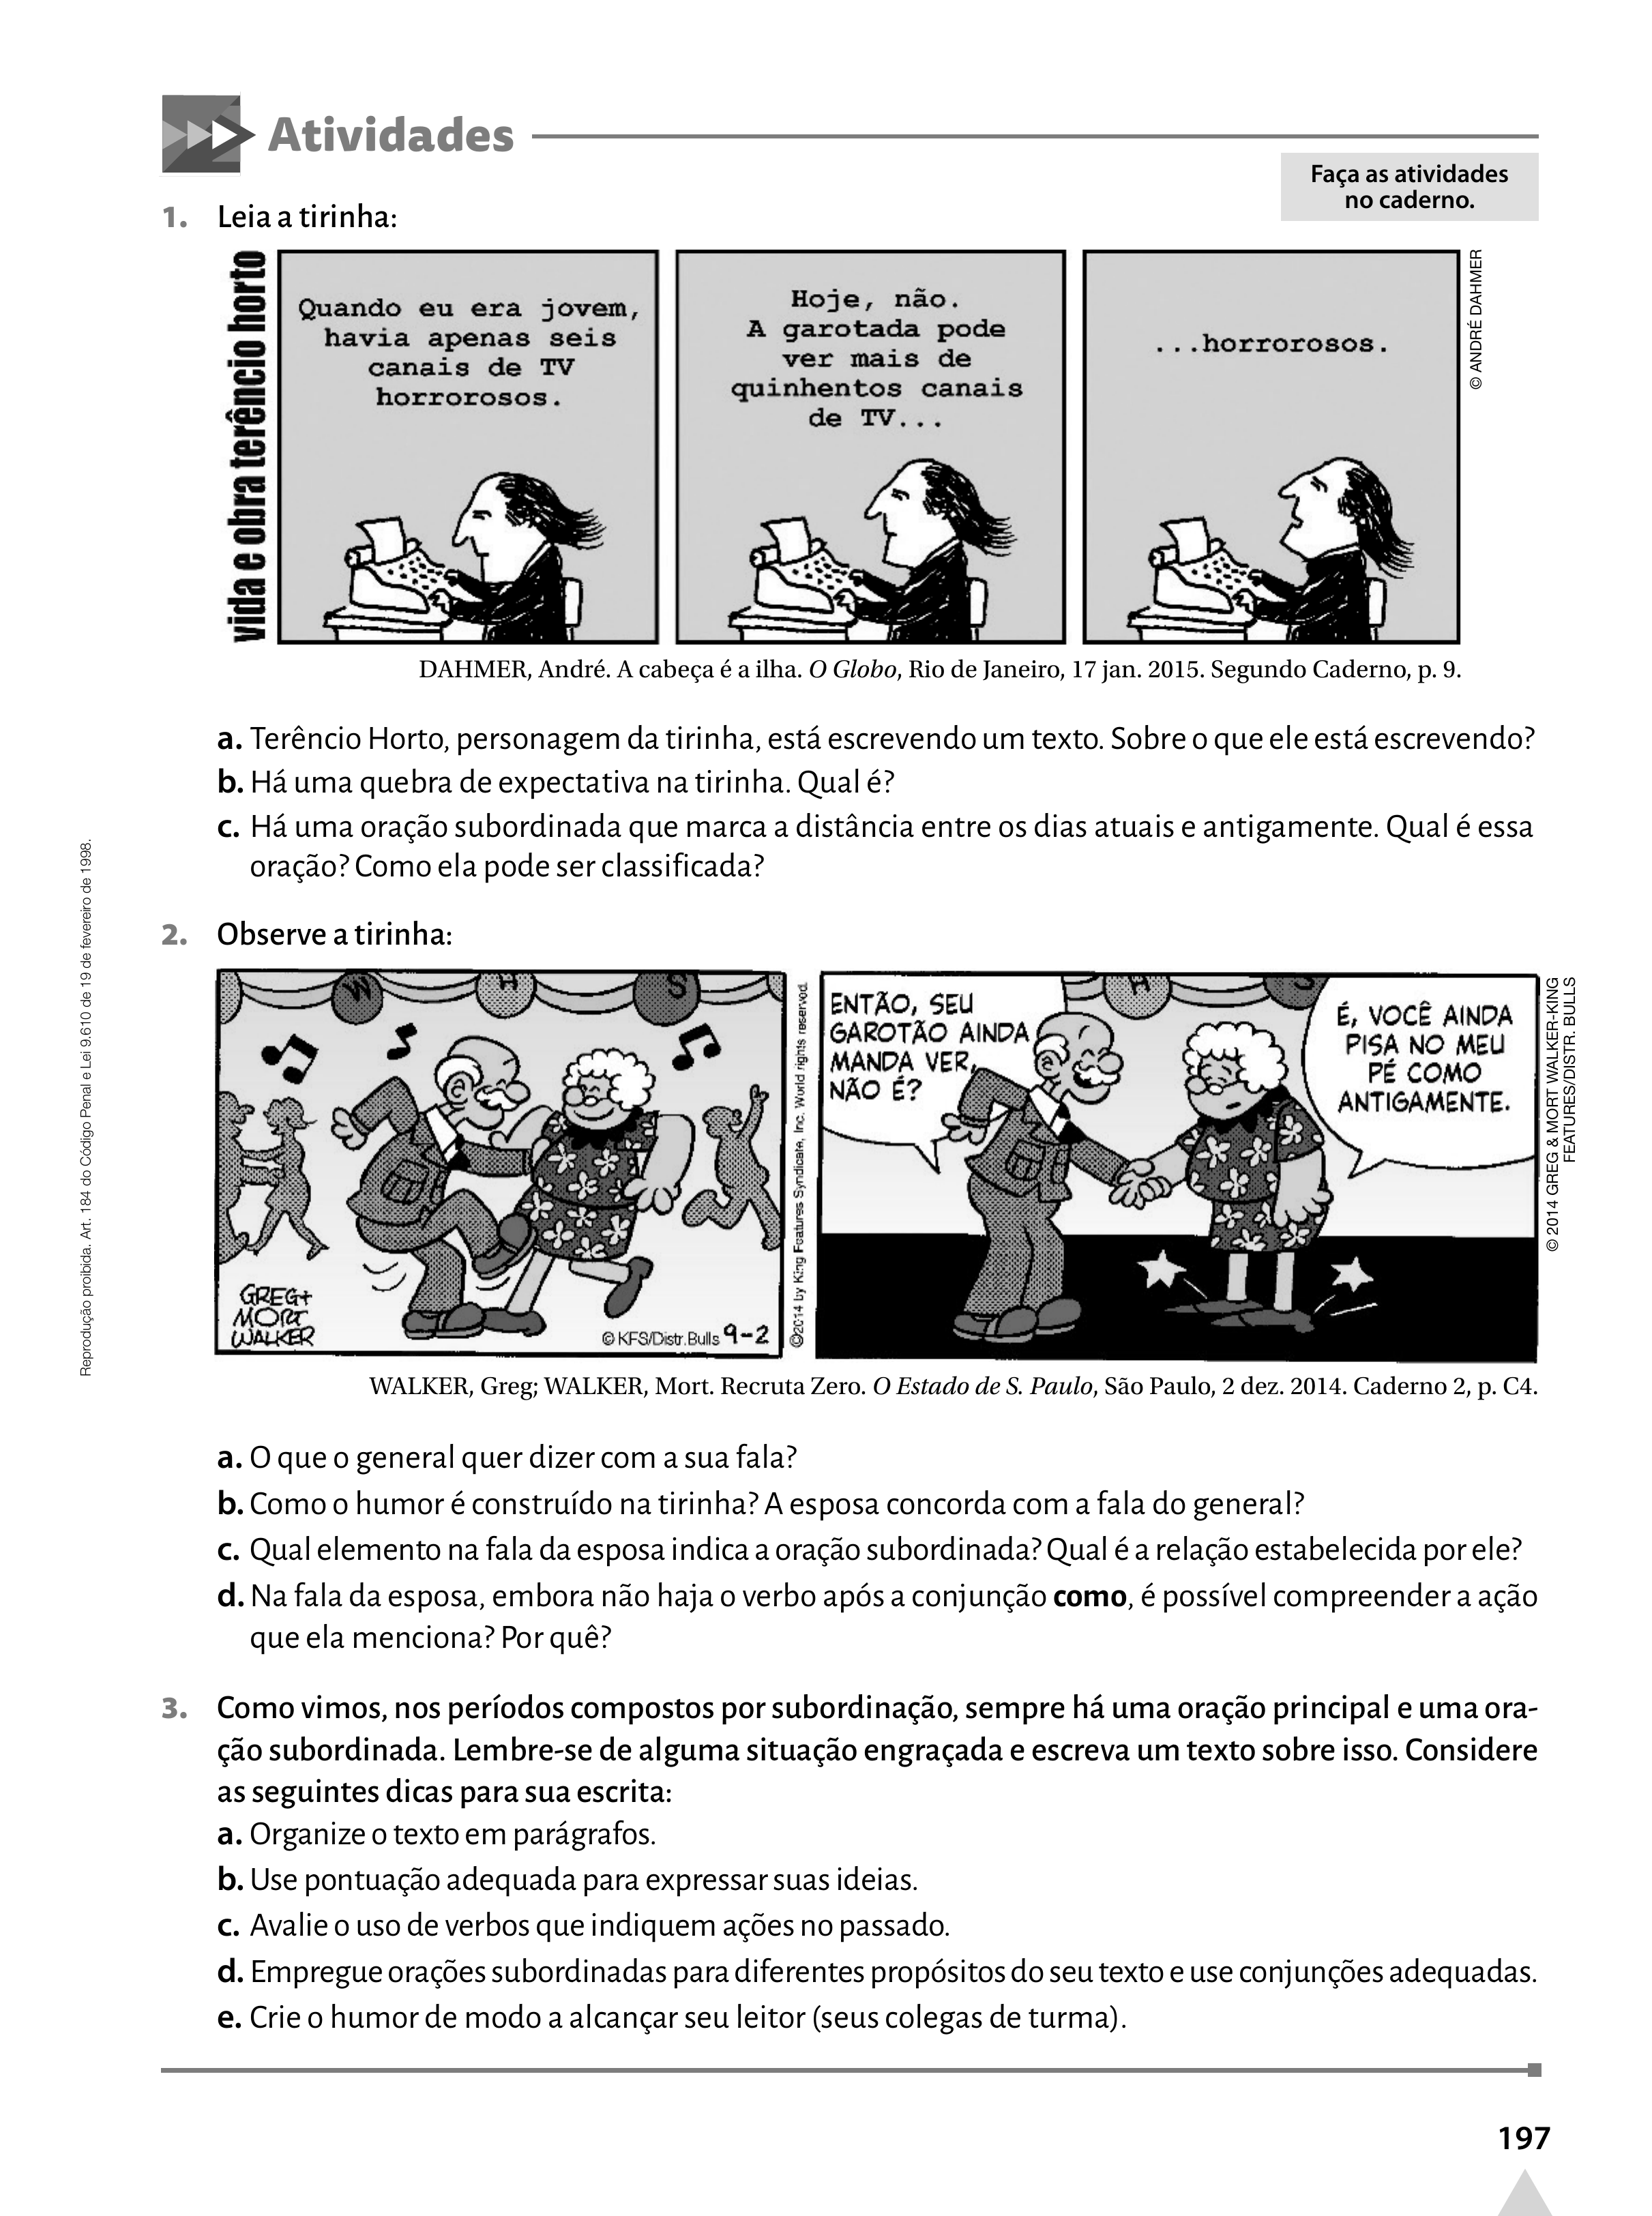 Atividades
Faça as atividades
no caderno.
1. Leia a tirinha:
vida e obra terêncio horto
Quando eu era jovem,
havia apenas seis
canais de TV
horrorosos.
Hoje, não.
A garotada pode
ver mais de
quinhentos canais
de TV...
...horrorosos.
© ANDRÉ DAHMER
DAHMER, André. A cabeça é a ilha. O Globo, Rio de Janeiro, 17 jan. 2015. Segundo Caderno, p. 9.
a. Terêncio Horto, personagem da tirinha, está escrevendo um texto. Sobre o que ele está escrevendo?
b. Há uma quebra de expectativa na tirinha. Qual é?
c. Há uma oração subordinada que marca a distância entre os dias atuais e antigamente. Qual é essa
oração? Como ela pode ser classificada?
Reprodução proibida. Art. 184 do Código Penal e Lei 9.610 de 19 de fevereiro de 1998.
2. Observe a tirinha:
W H S
GREG+
MORT
WALKER
© KFS/Distr.Bulls 9-2
©2014 by King Features Syndicate, Inc. World rights reserved.
H S
ENTÃO, SEU
GAROTÃO AINDA
MANDA VER,
NÃO É?
É, VOCÊ AINDA
PISA NO MEU
PÉ COMO
ANTIGAMENTE.
© 2014 GREG & MORT WALKER-KING
FEATURES/DISTR. BULLS
WALKER, Greg; WALKER, Mort. Recruta Zero. O Estado de S. Paulo, São Paulo, 2 dez. 2014. Caderno 2, p. C4.
a. O que o general quer dizer com a sua fala?
b. Como o humor é construído na tirinha? A esposa concorda com a fala do general?
c. Qual elemento na fala da esposa indica a oração subordinada? Qual é a relação estabelecida por ele?
d. Na fala da esposa, embora não haja o verbo após a conjunção como, é possível compreender a ação
que ela menciona? Por quê?
3. Como vimos, nos períodos compostos por subordinação, sempre há uma oração principal e uma ora-
ção subordinada. Lembre-se de alguma situação engraçada e escreva um texto sobre isso. Considere
as seguintes dicas para sua escrita:
a. Organize o texto em parágrafos.
b. Use pontuação adequada para expressar suas ideias.
c. Avalie o uso de verbos que indiquem ações no passado.
d. Empregue orações subordinadas para diferentes propósitos do seu texto e use conjunções adequadas.
e. Crie o humor de modo a alcançar seu leitor (seus colegas de turma).
197